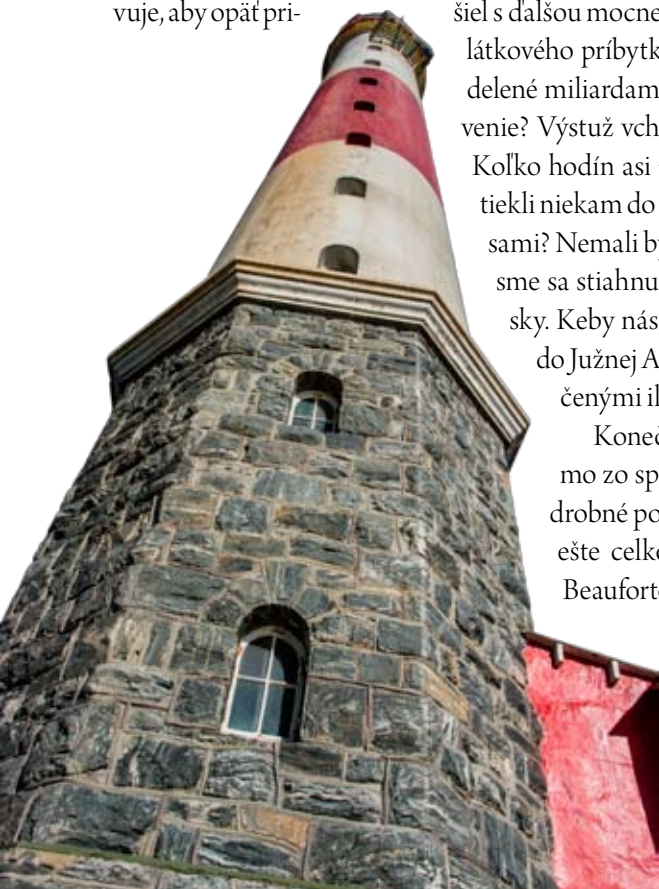 vuje, aby opäť pri-
šiel s ďalšou mocne
látkového príbytk
delené miliardam
venie? Výstuž vch
Koľko hodín asi
tiekli niekam do
sami? Nemali by
sme sa stiahnu
sky. Keby nás
do Južnej A
čenými il
Koneč
mo zo sp
drobné po
ešte celko
Beauforto